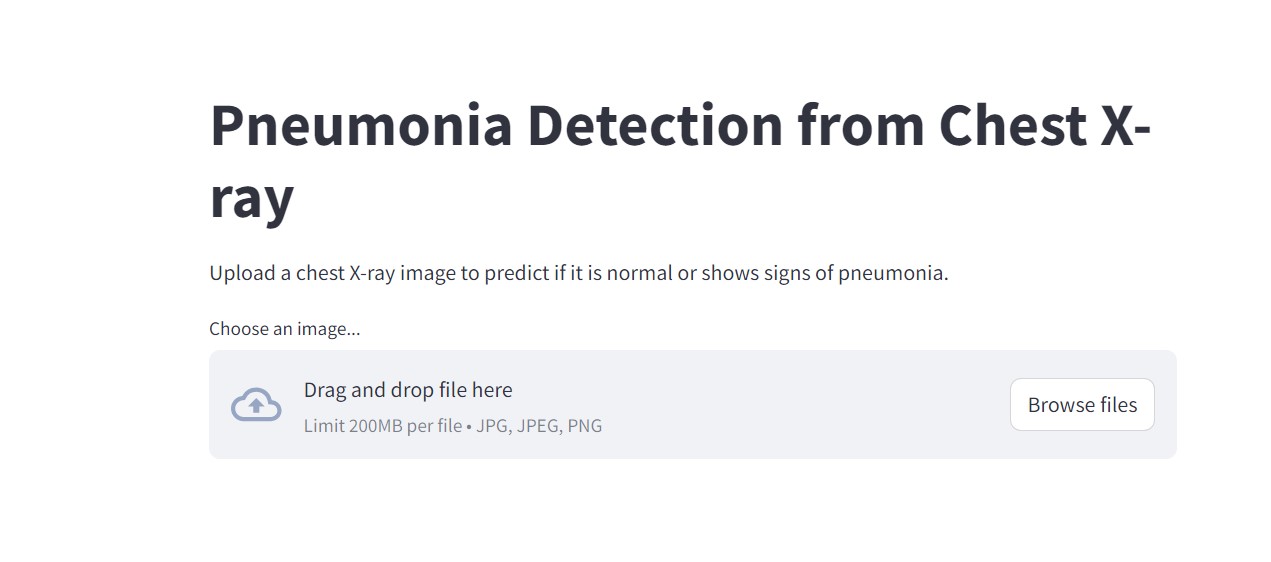 Pneumonia Detection from Chest X-
ray
Upload a chest X-ray image to predict if it is normal or shows signs of pneumonia.
Choose an image...
Drag and drop file here
Limit 200MB per file • JPG, JPEG, PNG
Browse files